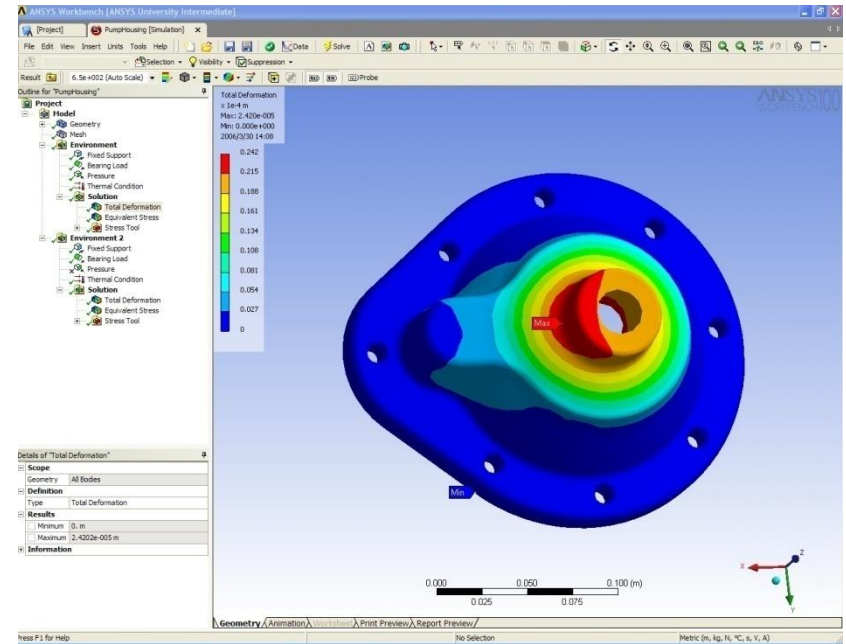 ANSYS Workbench [ANSYS University Intermediate]
[Project] PumpHousing [Simulation] x
File Edit View Insert Units Tools Help Data Solve
Selection Visibility Suppression
Result 6.5e+002 (Auto Scale) Probe
Outline for "PumpHousing"
Project
Model
Geometry
Mesh
Environment
Fixed Support
Bearing Load
Pressure
Thermal Condition
Solution
Total Deformation
Equivalent Stress
Stress Tool
Environment 2
Fixed Support
Bearing Load
Pressure
Thermal Condition
Solution
Total Deformation
Equivalent Stress
Stress Tool
Details of "Total Deformation"
Scope
Geometry All Bodies
Definition
Type Total Deformation
Results
Minimum 0. m
Maximum 2.4202e-005 m
Information
Total Deformation
x 1e-4 m
Max: 2.420e-005
Min: 0.000e+000
2006/3/30 14:08
0.242
0.215
0.188
0.161
0.134
0.108
0.081
0.054
0.027
0
ANSYS
WORKBENCH
Max
Min
0.000 0.050 0.100 (m)
0.025 0.075
X
Y
Z
Geometry Animation Worksheet Print Preview Report Preview
Press F1 for Help No Selection Metric (m, kg, N, °C, s, V, A)